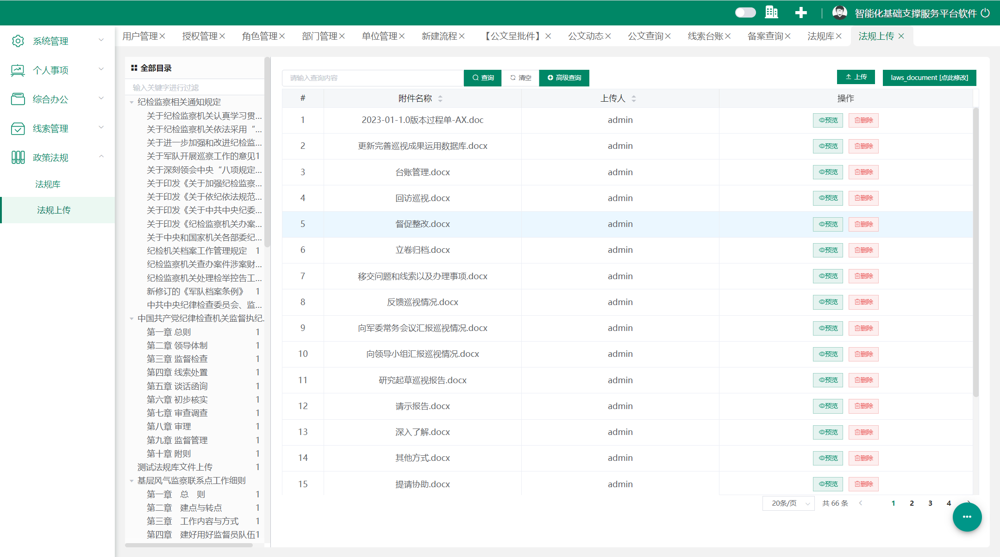 智能化基础支撑服务平台软件
系统管理
个人事项
综合办公
线索管理
政策法规
法规库
法规上传
用户管理 授权管理 角色管理 部门管理 单位管理 新建流程 【公文呈批件】 公文动态 公文查询 线索台账 备案查询 法规库 法规上传
全部目录
输入关键字进行过滤
纪检监察相关通知规定
关于纪检监察机关认真学习贯...
关于纪检监察机关依法采用“...
关于进一步加强和改进纪检监...
关于军队开展巡察工作的意见1
关于深刻领会中央“八项规定...
关于印发《关于加强纪检监察...
关于印发《关于依纪依法规范...
关于印发《关于中共中央纪委...
关于印发《纪检监察机关办案...
关于中央和国家机关各部委纪...
纪检机关档案工作管理规定 1
纪检监察机关查办案件涉案财...
纪检监察机关处理检举控告工...
新修订的《军队档案条例》 1
中共中央纪律检查委员会、监...
中国共产党纪律检查机关监督执纪.
第一章 总则 1
第二章 领导体制 1
第三章 监督检查 1
第四章 线索处置 1
第五章 谈话函询 1
第六章 初步核实 1
第七章 审查调查 1
第八章 审理 1
第九章 监督管理 1
第十章 附则 1
测试法规库文件上传 1
基层风气监察联系点工作细则
第一章 总 则 1
第二章 建点与转点 1
第三章 工作内容与方式 1
第四章 建好用好监督员队伍1
请输入查询内容 查询 清空 高级查询 上传 laws_document [点此修改]
# 附件名称 上传人 操作
1 2023-01-1.0版本过程单-AX.doc admin 预览 删除
2 更新完善巡视成果运用数据库.docx admin 预览 删除
3 台账管理.docx admin 预览 删除
4 回访巡视.docx admin 预览 删除
5 督促整改.docx admin 预览 删除
6 立卷归档.docx admin 预览 删除
7 移交问题和线索以及办理事项.docx admin 预览 删除
8 反馈巡视情况.docx admin 预览 删除
9 向军委常务会议汇报巡视情况.docx admin 预览 删除
10 向领导小组汇报巡视情况.docx admin 预览 删除
11 研究起草巡视报告.docx admin 预览 删除
12 请示报告.docx admin 预览 删除
13 深入了解.docx admin 预览 删除
14 其他方式.docx admin 预览 删除
15 提请协助.docx admin 预览 删除
20条/页 共 66 条 1 2 3 4